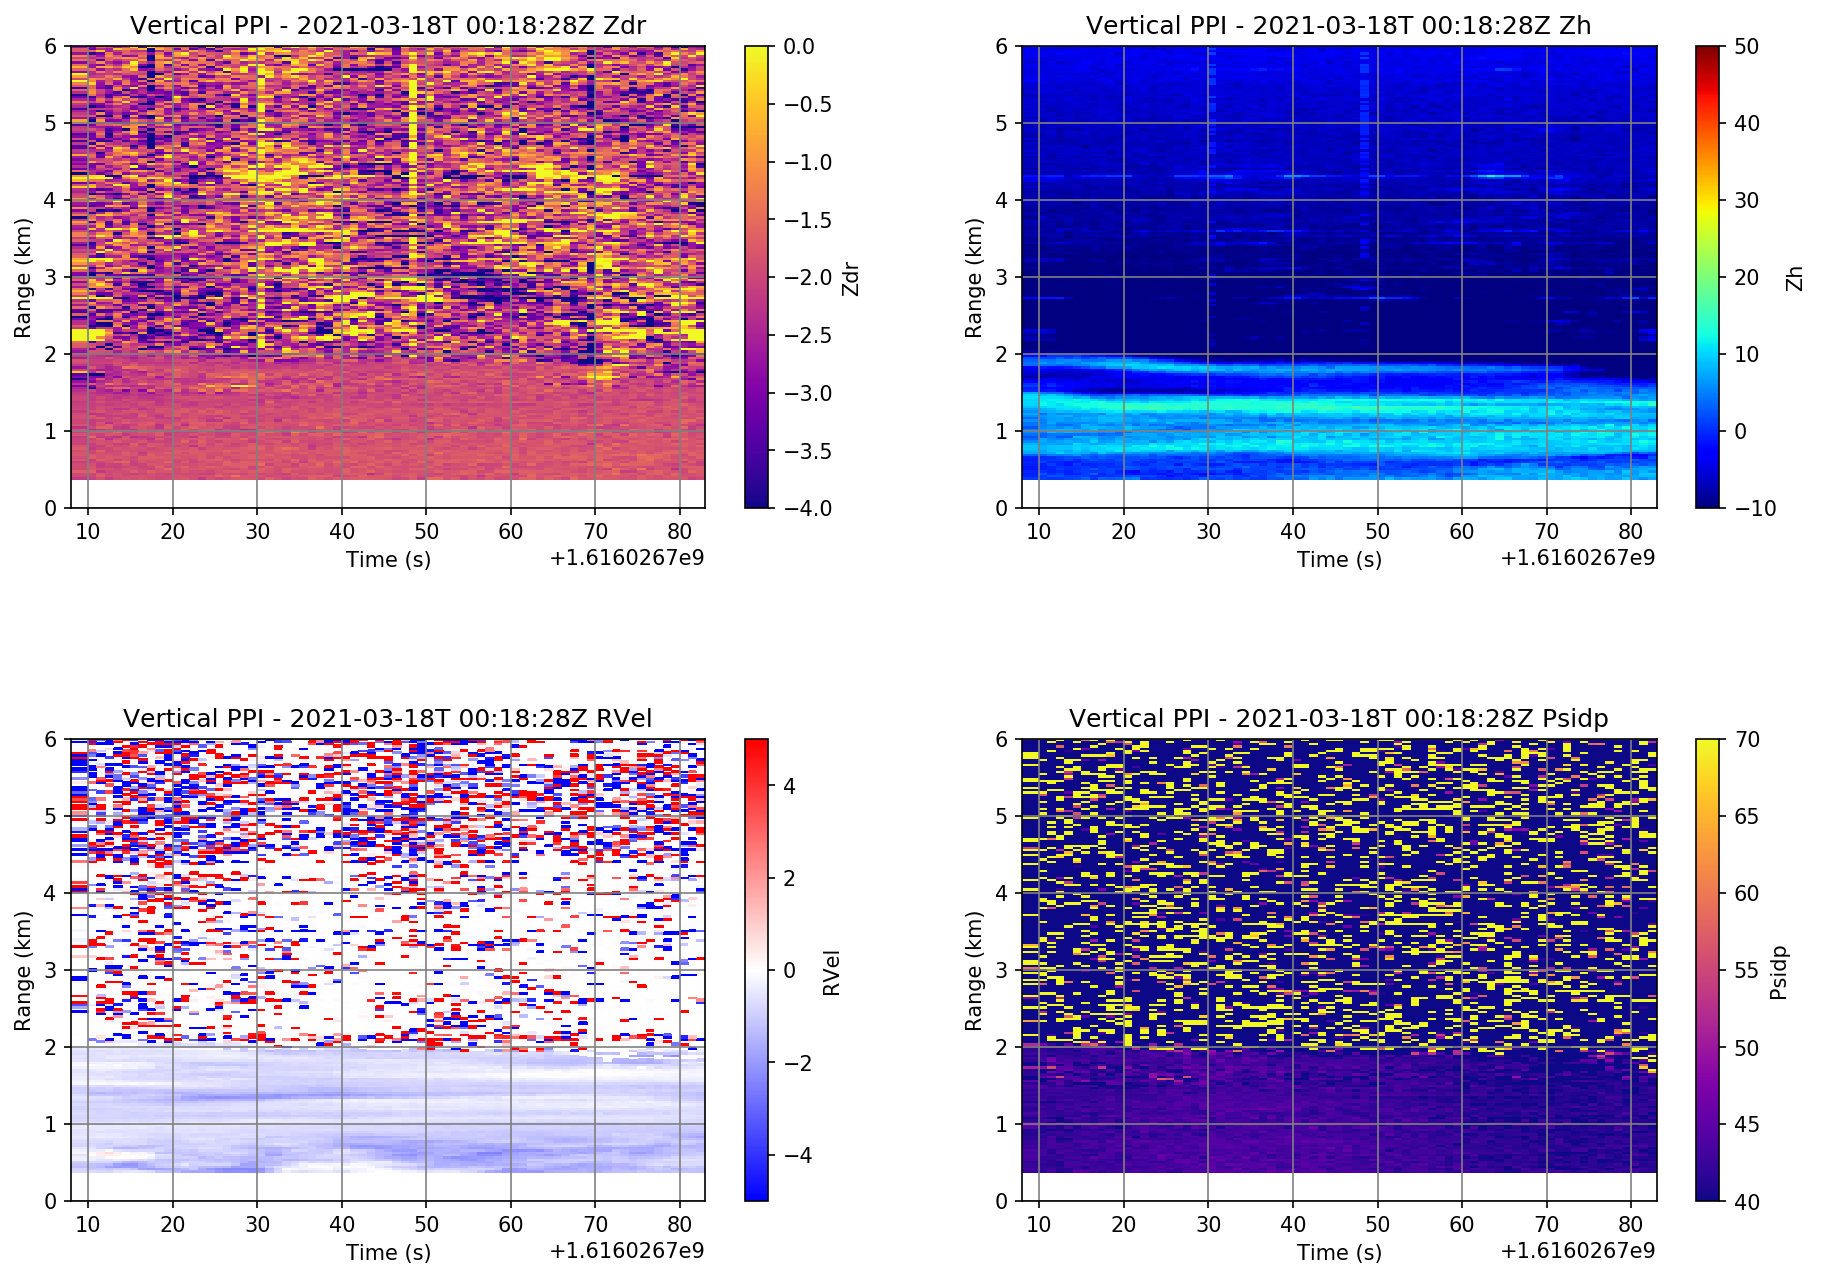 Vertical PPI - 2021-03-18T 00:18:28Z Zdr
6
5
4
3
2
1
0
Range (km)
10 20 30 40 50 60 70 80
Time (s)
+1.6160267e9
0.0
−0.5
−1.0
−1.5
−2.0
−2.5
−3.0
−3.5
−4.0
Zdr
Vertical PPI - 2021-03-18T 00:18:28Z Zh
6
5
4
3
2
1
0
Range (km)
10 20 30 40 50 60 70 80
Time (s)
+1.6160267e9
50
40
30
20
10
0
−10
Zh
Vertical PPI - 2021-03-18T 00:18:28Z RVel
6
5
4
3
2
1
0
Range (km)
10 20 30 40 50 60 70 80
Time (s)
+1.6160267e9
4
2
0
−2
−4
RVel
Vertical PPI - 2021-03-18T 00:18:28Z Psidp
6
5
4
3
2
1
0
Range (km)
10 20 30 40 50 60 70 80
Time (s)
+1.6160267e9
70
65
60
55
50
45
40
Psidp